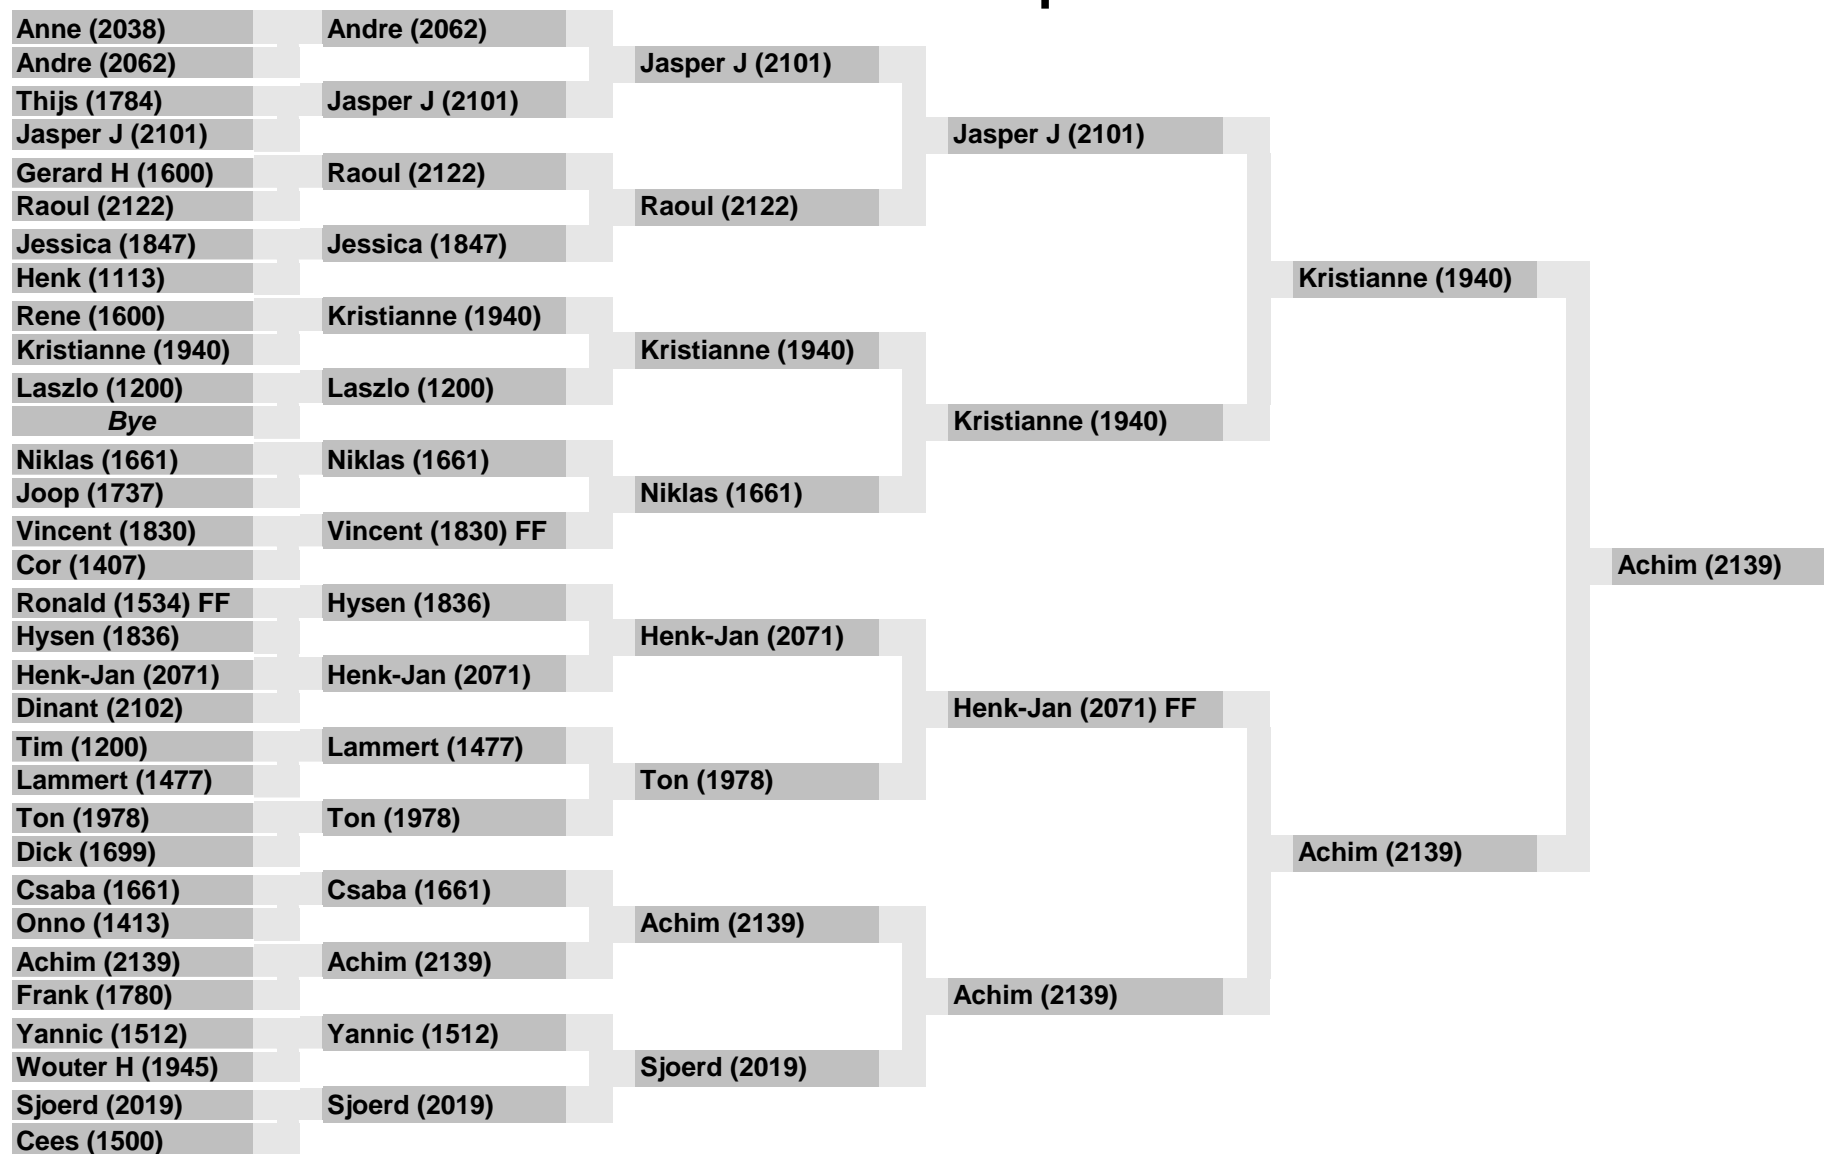 Anne (2038)
Andre (2062)
Thijs (1784)
Jasper J (2101)
Gerard H (1600)
Raoul (2122)
Jessica (1847)
Henk (1113)
Rene (1600)
Kristianne (1940)
Laszlo (1200)
Bye
Niklas (1661)
Joop (1737)
Vincent (1830)
Cor (1407)
Ronald (1534) FF
Hysen (1836)
Henk-Jan (2071)
Dinant (2102)
Tim (1200)
Lammert (1477)
Ton (1978)
Dick (1699)
Csaba (1661)
Onno (1413)
Achim (2139)
Frank (1780)
Yannic (1512)
Wouter H (1945)
Sjoerd (2019)
Cees (1500)
Andre (2062)
Jasper J (2101)
Raoul (2122)
Jessica (1847)
Kristianne (1940)
Laszlo (1200)
Niklas (1661)
Vincent (1830) FF
Hysen (1836)
Henk-Jan (2071)
Lammert (1477)
Ton (1978)
Csaba (1661)
Achim (2139)
Yannic (1512)
Sjoerd (2019)
Jasper J (2101)
Raoul (2122)
Kristianne (1940)
Niklas (1661)
Henk-Jan (2071)
Ton (1978)
Achim (2139)
Sjoerd (2019)
Jasper J (2101)
Kristianne (1940)
Henk-Jan (2071) FF
Achim (2139)
Kristianne (1940)
Achim (2139)
Achim (2139)